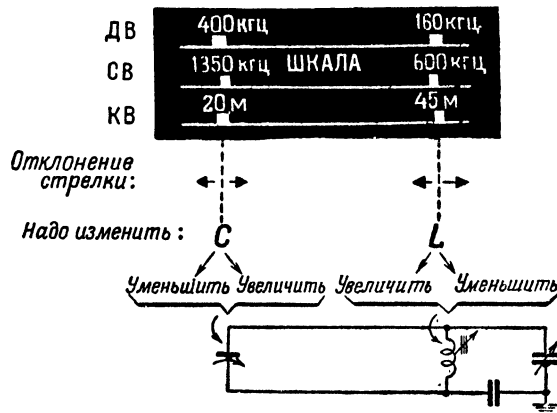 ДВ 400 кгц 160 кгц
СВ 1350 кгц ШКАЛА 600 кгц
КВ 20 м 45 м
Отклонение
стрелки:
Надо изменить: C L
Уменьшить Увеличить Увеличить Уменьшить